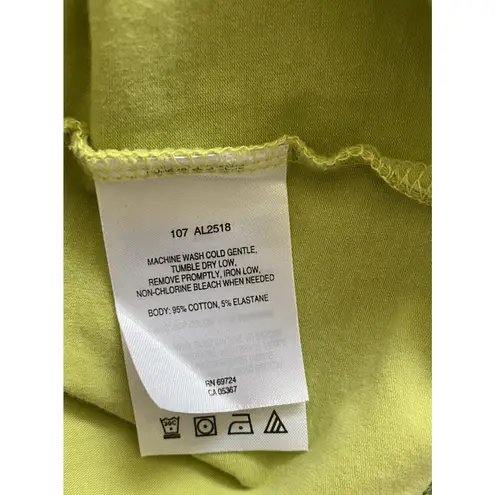 107 AL2518
MACHINE WASH COLD GENTLE,
TUMBLE DRY LOW,
REMOVE PROMPTLY, IRON LOW,
NON-CHLORINE BLEACH WHEN NEEDED
BODY: 95% COTTON, 5% ELASTANE
RN 69724
CA 05367